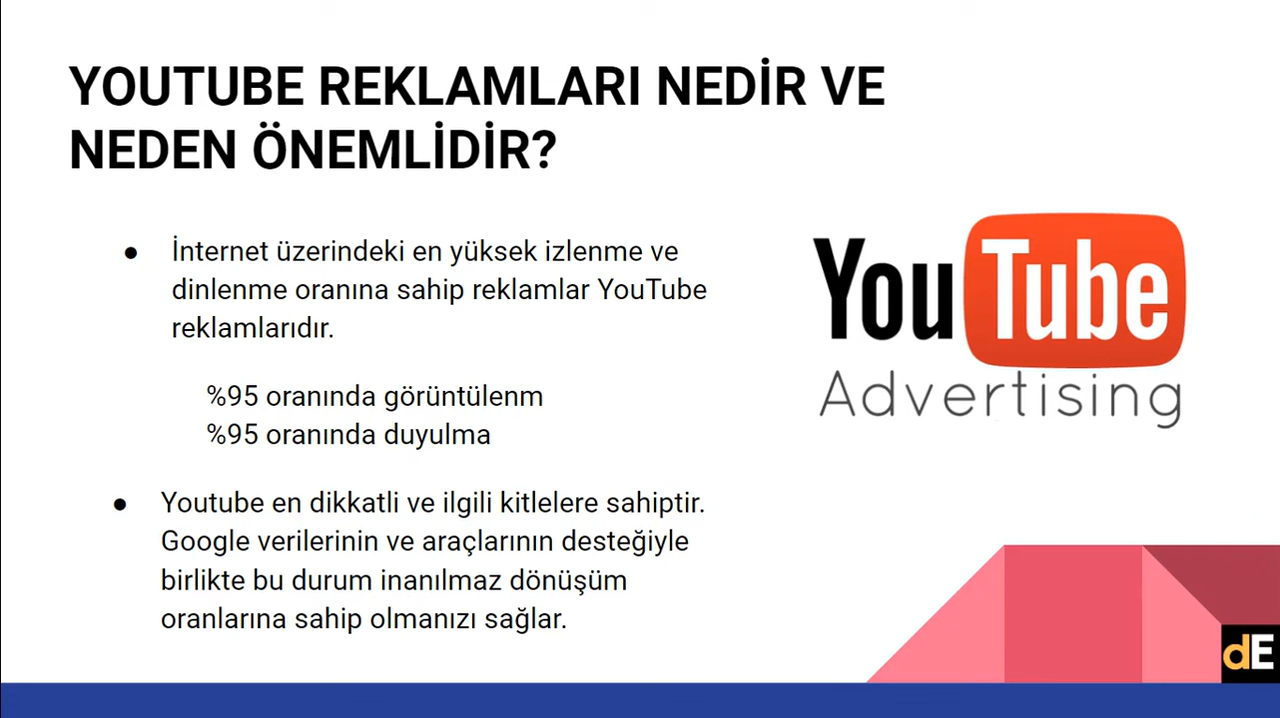 YOUTUBE REKLAMLARI NEDİR VE
NEDEN ÖNEMLİDİR?
● İnternet üzerindeki en yüksek izlenme ve
dinlenme oranına sahip reklamlar YouTube
reklamlarıdır.
%95 oranında görüntülenm
%95 oranında duyulma
● Youtube en dikkatli ve ilgili kitlelere sahiptir.
Google verilerinin ve araçlarının desteğiyle
birlikte bu durum inanılmaz dönüşüm
oranlarına sahip olmanızı sağlar.
YouTube
Advertising
dE